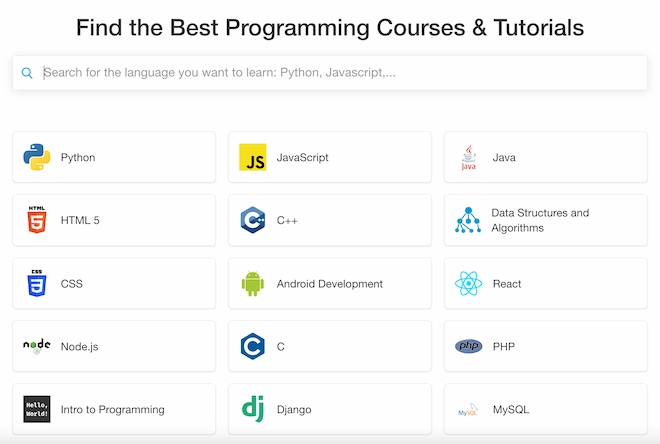 Find the Best Programming Courses & Tutorials
Search for the language you want to learn: Python, Javascript,...
Python
JS
JavaScript
Java
Java
HTML
5
HTML 5
C++
C++
Data Structures and
Algorithms
CSS
3
CSS
Android Development
React
node
Node.js
C
C
php
PHP
Hello,
World!
Intro to Programming
dj
Django
MySQL
MySQL